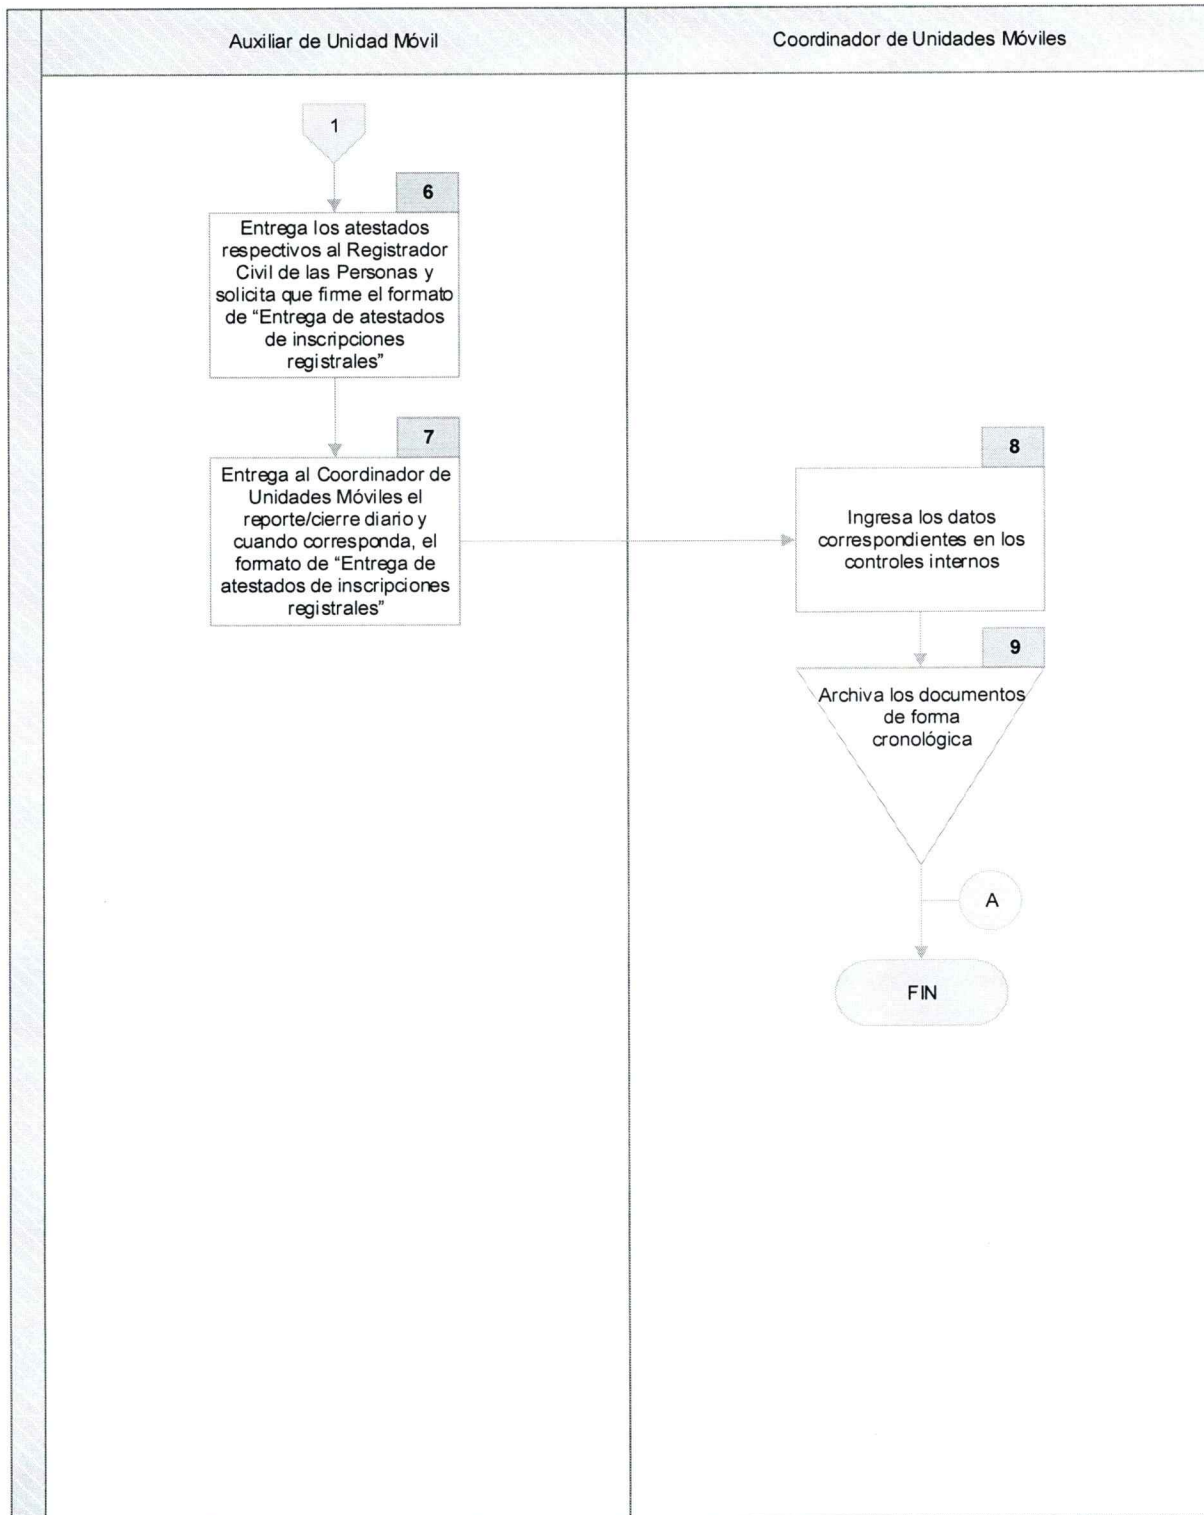 Auxiliar de Unidad Móvil
Coordinador de Unidades Móviles
1
6
Entrega los atestados
respectivos al Registrador
Civil de las Personas y
solicita que firme el formato
de “Entrega de atestados
de inscripciones
registrales”
7
Entrega al Coordinador de
Unidades Móviles el
reporte/cierre diario y
cuando corresponda, el
formato de “Entrega de
atestados de inscripciones
registrales”
8
Ingresa los datos
correspondientes en los
controles internos
9
Archiva los documentos
de forma
cronológica
A
FIN